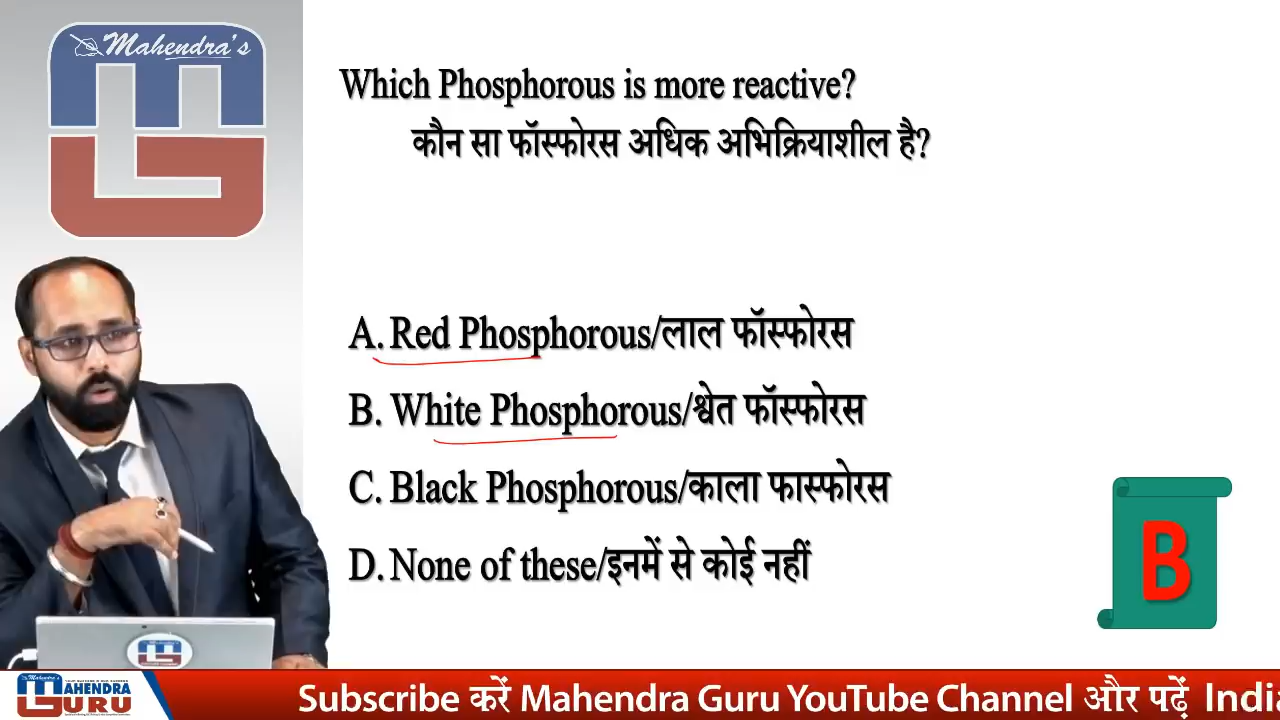 Mahendra's
Which Phosphorous is more reactive?
कौन सा फॉस्फोरस अधिक अभिक्रियाशील है?
A. Red Phosphorous/लाल फॉस्फोरस
B. White Phosphorous/श्वेत फॉस्फोरस
C. Black Phosphorous/काला फास्फोरस
D. None of these/इनमें से कोई नहीं
B
Mahendra's
MAHENDRA
GURU
Subscribe करें Mahendra Guru YouTube Channel और पढ़ें India